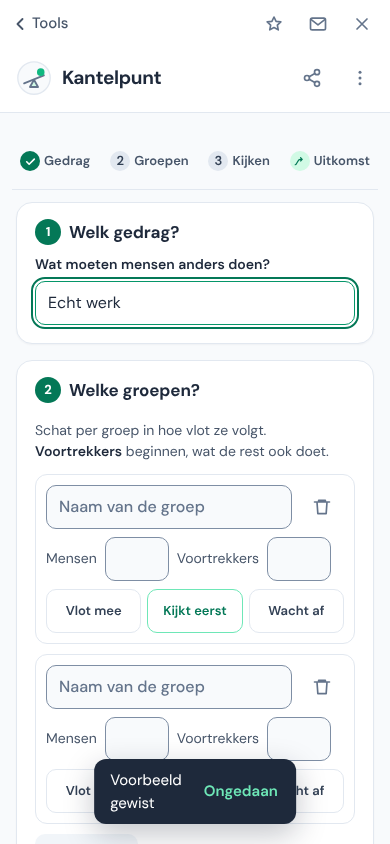 Tools
Kantelpunt
Gedrag 2 Groepen 3 Kijken Uitkomst
1 Welk gedrag?
Wat moeten mensen anders doen?
Echt werk
2 Welke groepen?
Schat per groep in hoe vlot ze volgt.
Voortrekkers beginnen, wat de rest ook doet.
Naam van de groep
Mensen Voortrekkers
Vlot mee Kijkt eerst Wacht af
Naam van de groep
Mensen Voortrekkers
Vlot ht af
Voorbeeld
gewist
Ongedaan